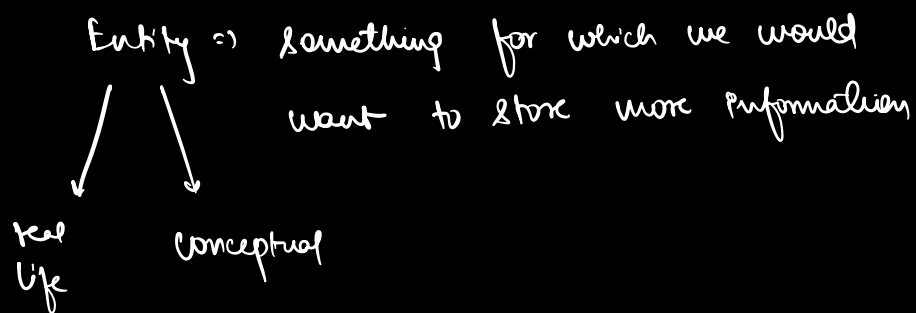 Entity => something for which we would
want to store more information
real conceptual
life